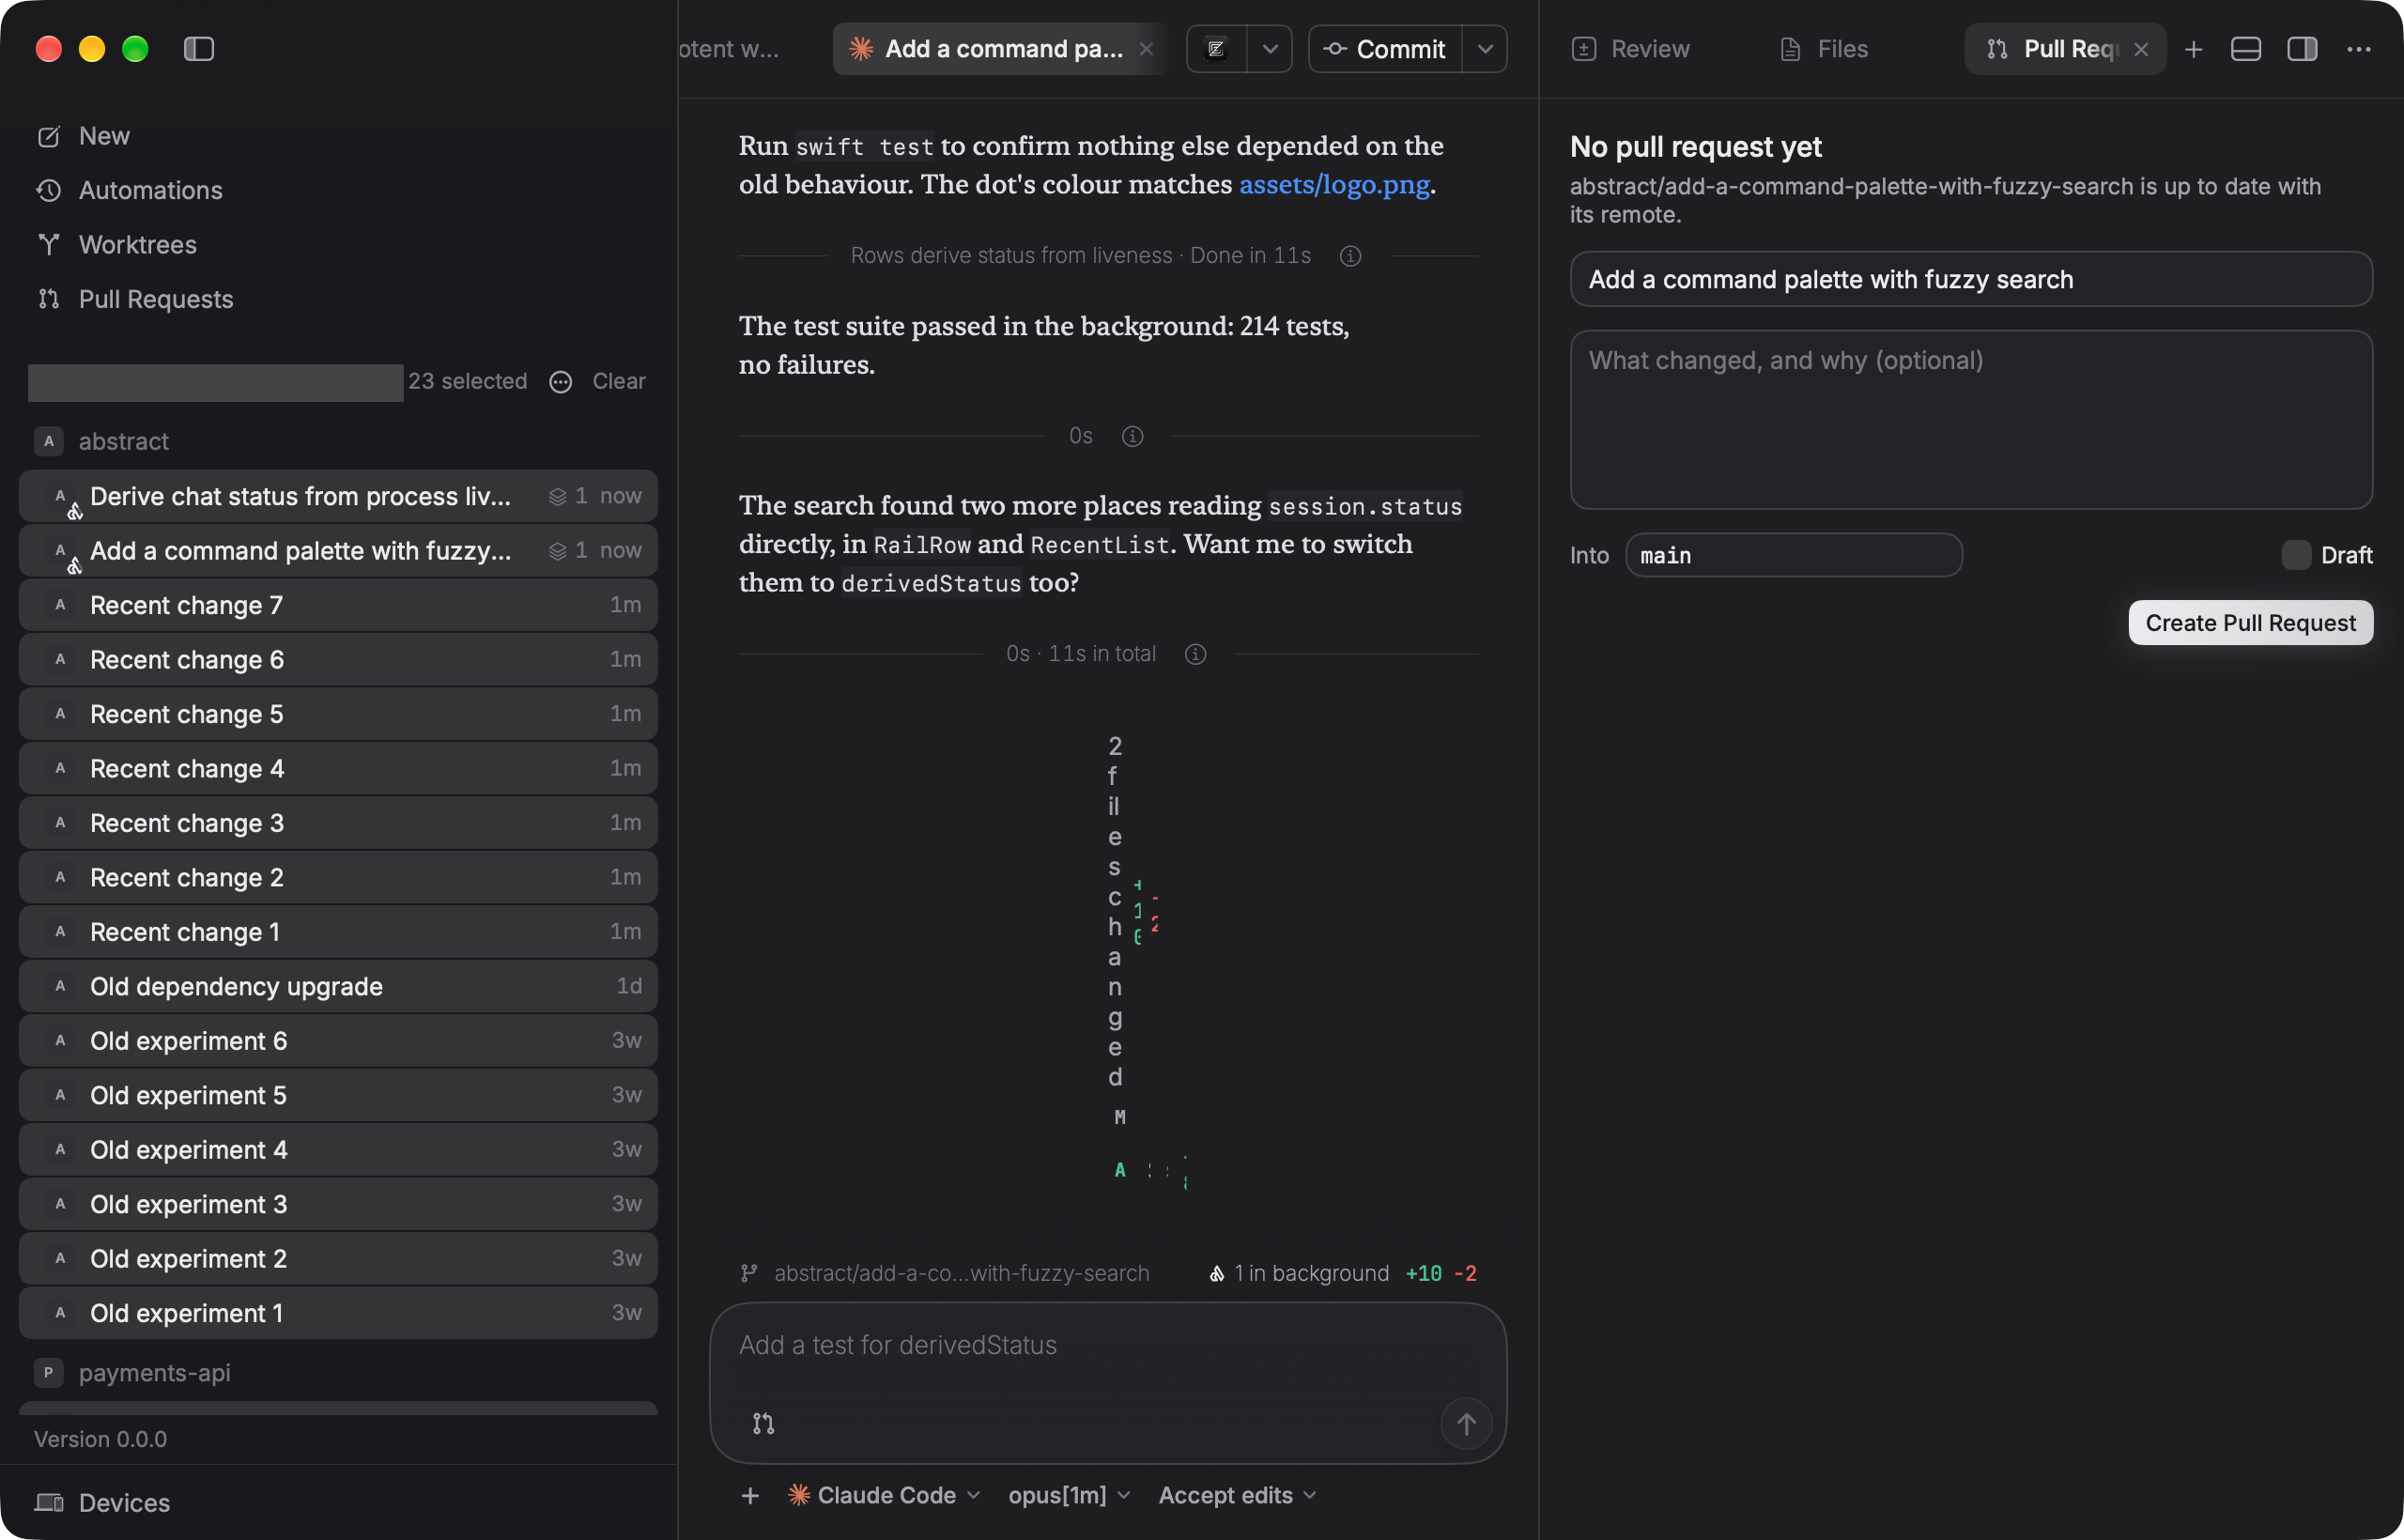 otent w...
Add a command pa...
Commit
Review
Files
Pull Req
New
Automations
Worktrees
Pull Requests
23 selected
Clear
A abstract
A Derive chat status from process liv... 1 now
A Add a command palette with fuzzy... 1 now
A Recent change 7 1m
A Recent change 6 1m
A Recent change 5 1m
A Recent change 4 1m
A Recent change 3 1m
A Recent change 2 1m
A Recent change 1 1m
A Old dependency upgrade 1d
A Old experiment 6 3w
A Old experiment 5 3w
A Old experiment 4 3w
A Old experiment 3 3w
A Old experiment 2 3w
A Old experiment 1 3w
P payments-api
Version 0.0.0
Devices
Run swift test to confirm nothing else depended on the
old behaviour. The dot's colour matches assets/logo.png.
Rows derive status from liveness · Done in 11s
The test suite passed in the background: 214 tests,
no failures.
0s
The search found two more places reading session.status
directly, in RailRow and RecentList. Want me to switch
them to derivedStatus too?
0s · 11s in total
2 files changed +10 -2
M
A
abstract/add-a-co...with-fuzzy-search
1 in background +10 -2
Add a test for derivedStatus
Claude Code
opus[1m]
Accept edits
No pull request yet
abstract/add-a-command-palette-with-fuzzy-search is up to date with
its remote.
Add a command palette with fuzzy search
What changed, and why (optional)
Into main
Draft
Create Pull Request